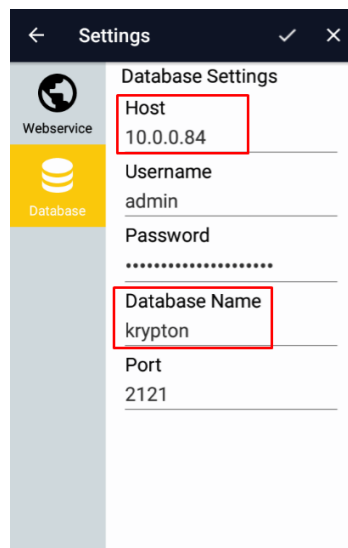 Settings
Webservice
Database
Database Settings
Host
10.0.0.84
Username
admin
Password
•••••••••••••••••••••
Database Name
krypton
Port
2121